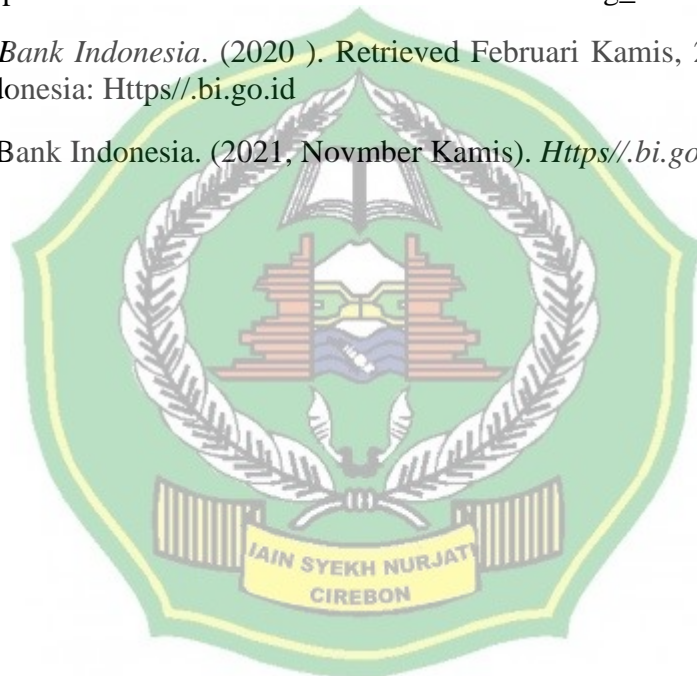 Bank Indonesia. (2020 ). Retrieved Februari Kamis,
donesia: Https//.bi.go.id
Bank Indonesia. (2021, Novmber Kamis). Https//.bi.go
IAIN SYEKH NURJATI
CIREBON